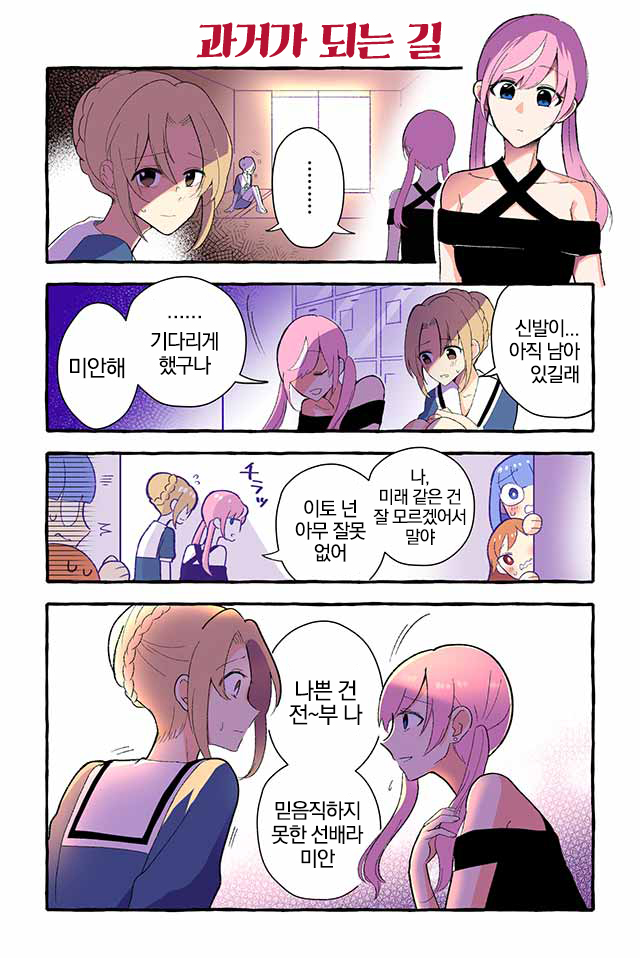 과거가 되는 길
………
신발이...
아직 남아
있길래
……
기다리게
했구나
미안해
나,
미래 같은 건
잘 모르겠어서
말야
이토 넌
아무 잘못
없어
チラッ
나쁜 건
전~부 나
믿음직하지
못한 선배라
미안